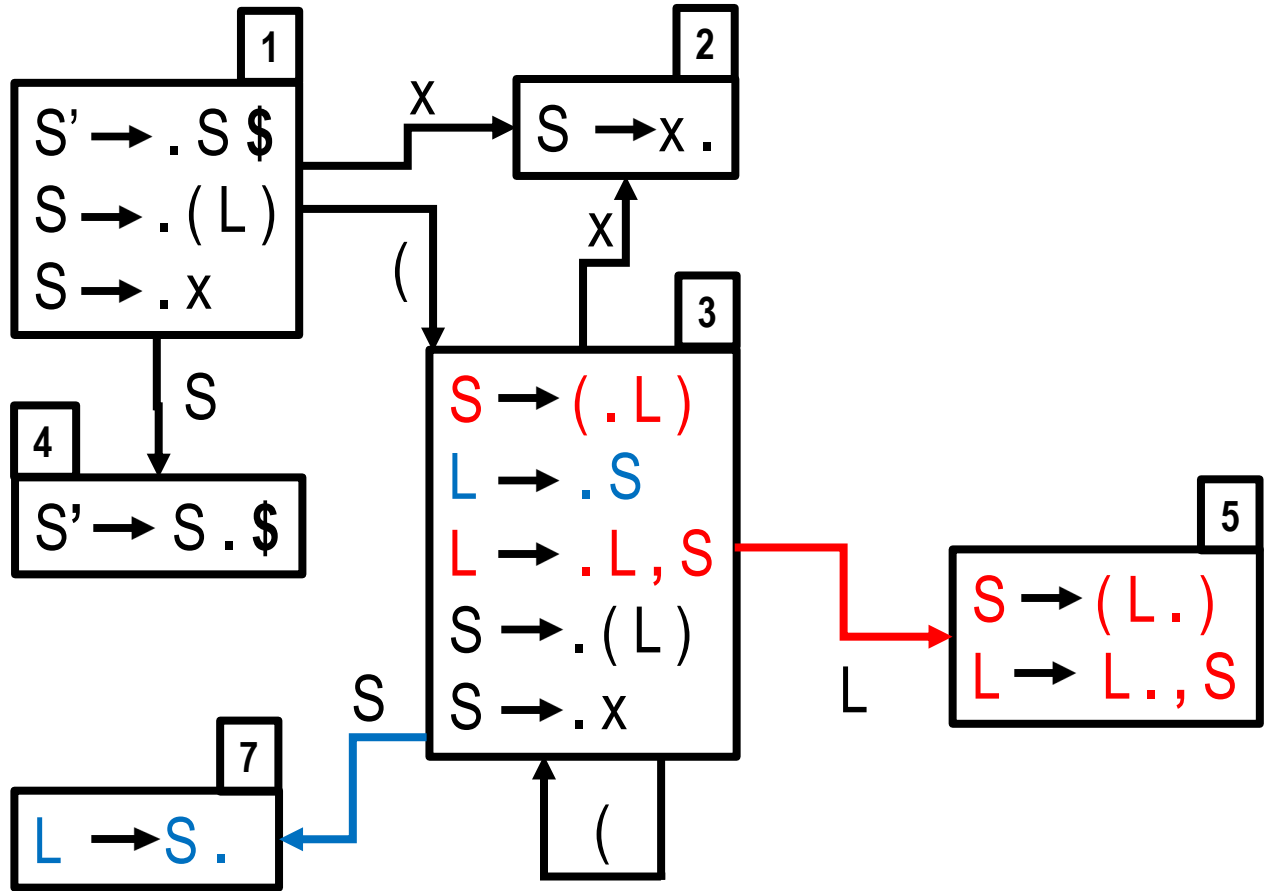 1
S' → . S $
S → . ( L )
S → . x
x
2
S → x .
(
x
S
3
S → ( . L )
L → . S
L → . L , S
S → . ( L )
S → . x
4
S' → S . $
L
5
S → ( L . )
L → L . , S
S
7
L → S .
(